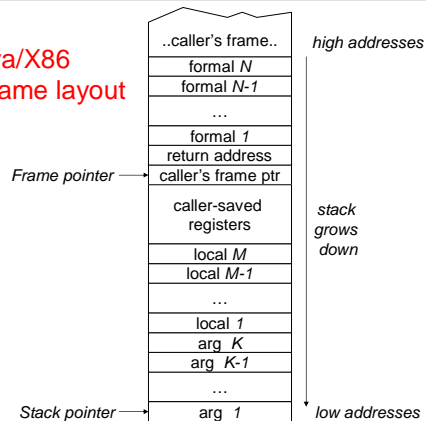 ..caller's frame.. high addresses
va/X86
formal N
frame layout
formal N-1
...
formal 1
return address
Frame pointer caller's frame ptr
caller-saved
registers
stack
grows
down
local M
local M-1
...
local 1
arg K
arg K-1
...
Stack pointer arg 1 low addresses